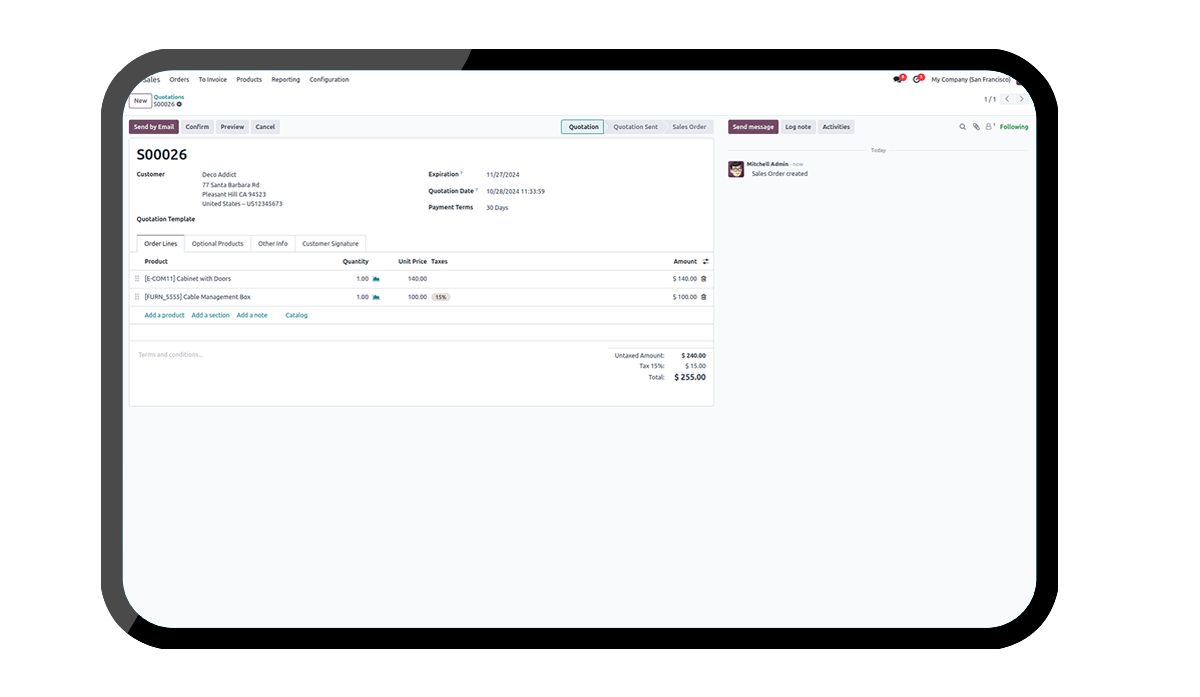 Sales Orders To Invoice Products Reporting Configuration My Company (San Francisco)
New Quotations
S00026
1 / 1
Send by Email Confirm Preview Cancel Quotation Quotation Sent Sales Order Send message Log note Activities Following
Today
S00026
Mitchell Admin - now
Sales Order created
Customer Deco Addict Expiration ? 11/27/2024
77 Santa Barbara Rd
Pleasant Hill CA 94523 Quotation Date ? 10/28/2024 11:33:59
United States – US12345673
Payment Terms 30 Days
Quotation Template
Order Lines Optional Products Other Info Customer Signature
Product Quantity Unit Price Taxes Amount
[E-COM11] Cabinet with Doors 1.00 140.00 $ 140.00
[FURN_5555] Cable Management Box 1.00 100.00 15% $ 100.00
Add a product Add a section Add a note Catalog
Terms and conditions...
Untaxed Amount: $ 240.00
Tax 15%: $ 15.00
Total: $ 255.00